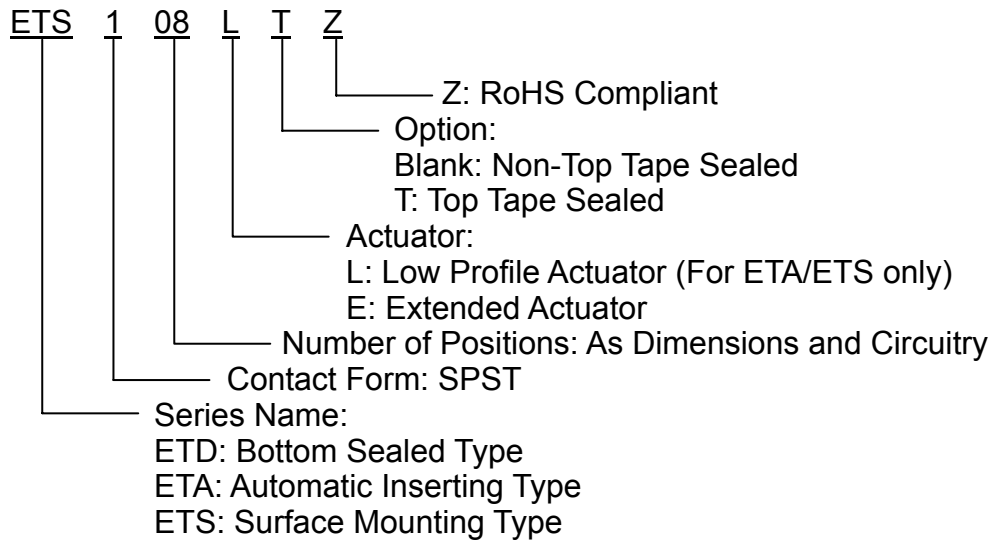 ETS 1 08 L T Z
Z: RoHS Compliant
Option:
Blank: Non-Top Tape Sealed
T: Top Tape Sealed
Actuator:
L: Low Profile Actuator (For ETA/ETS only)
E: Extended Actuator
Number of Positions: As Dimensions and Circuitry
Contact Form: SPST
Series Name:
ETD: Bottom Sealed Type
ETA: Automatic Inserting Type
ETS: Surface Mounting Type